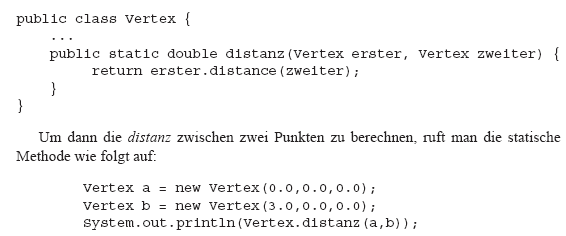 public class Vertex {
...
public static double distanz(Vertex erster, Vertex zweiter) {
return erster.distance(zweiter);
}
}
Um dann die distanz zwischen zwei Punkten zu berechnen, ruft man die statische
Methode wie folgt auf:
Vertex a = new Vertex(0.0,0.0,0.0);
Vertex b = new Vertex(3.0,0.0,0.0);
System.out.println(Vertex.distanz(a,b));